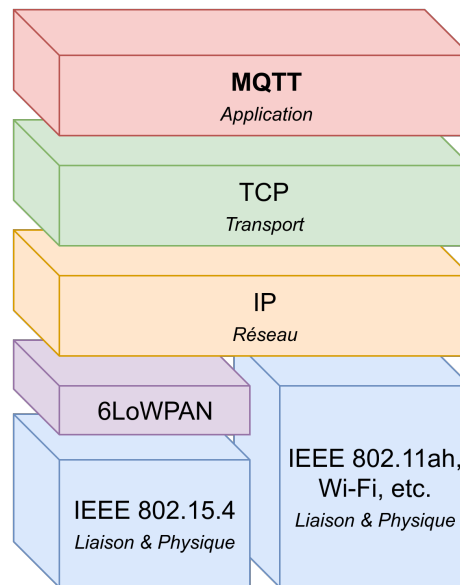 MQTT
Application
TCP
Transport
IP
Réseau
6LoWPAN
IEEE 802.15.4
Liaison & Physique
IEEE 802.11ah,
Wi-Fi, etc.
Liaison & Physique